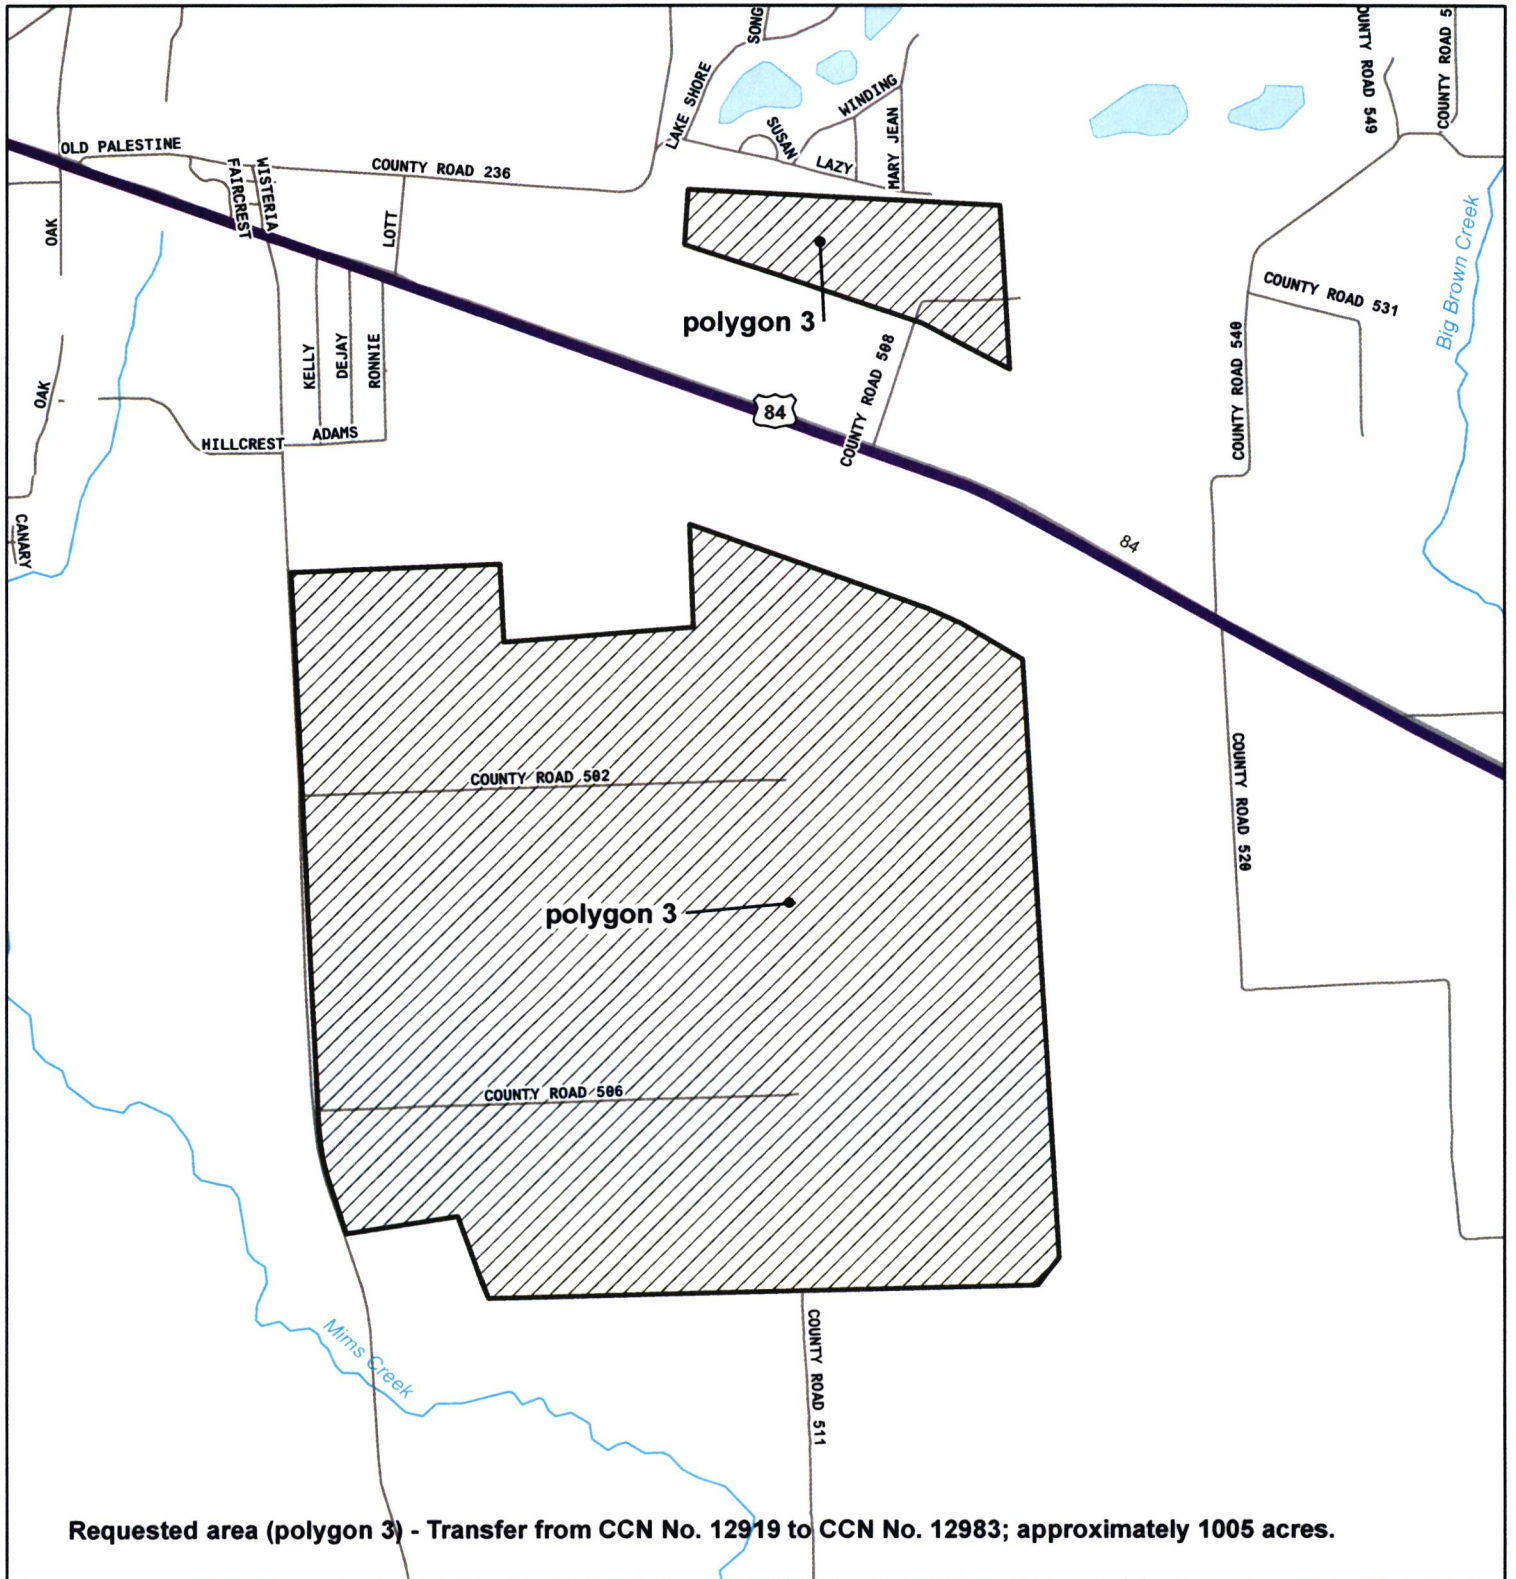 SONG
OUNTY ROAD 549
COUNTY ROAD 5
LAKE SHORE
WINDING
SUSAN
MARY JEAN
LAZY
OLD PALESTINE
COUNTY ROAD 236
WISTERIA
FAIRCREST
OAK
LOTT
Big Brown Creek
COUNTY ROAD 531
polygon 3
COUNTY ROAD 508
COUNTY ROAD 540
KELLY
DEJAY
RONNIE
OAK
84
HILLCREST
ADAMS
CANARY
84
COUNTY ROAD 502
COUNTY ROAD 520
polygon 3
COUNTY ROAD 506
Mims Creek
COUNTY ROAD 511
Requested area (polygon 3) - Transfer from CCN No. 12919 to CCN No. 12983; approximately 1005 acres.